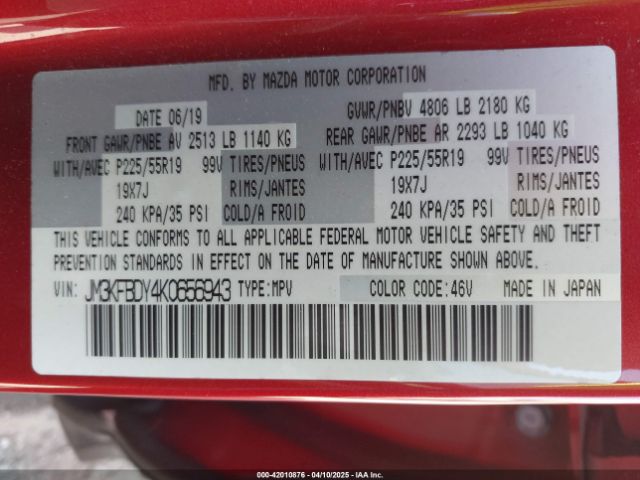 MFD. BY MAZDA MOTOR CORPORATION
DATE 06/19 GVWR/PNBV 4806 LB 2180 KG
FRONT GAWR/PNBE AV 2513 LB 1140 KG REAR GAWR/PNBE AR 2293 LB 1040 KG
WITH/AVEC P225/55R19 99V TIRES/PNEUS WITH/AVEC P225/55R19 99V TIRES/PNEUS
19X7J RIMS/JANTES 19X7J RIMS/JANTES
240 KPA/35 PSI COLD/A FROID 240 KPA/35 PSI COLD/A FROID
THIS VEHICLE CONFORMS TO ALL APPLICABLE FEDERAL MOTOR VEHICLE SAFETY AND THEFT
PREVENTION STANDARDS IN EFFECT ON THE DATE OF MANUFACTURE SHOWN ABOVE.
VIN: JM3KFBDY4K0656943 TYPE:MPV COLOR CODE:46V MADE IN JAPAN
000-42010876 - 04/10/2025 - IAA Inc.